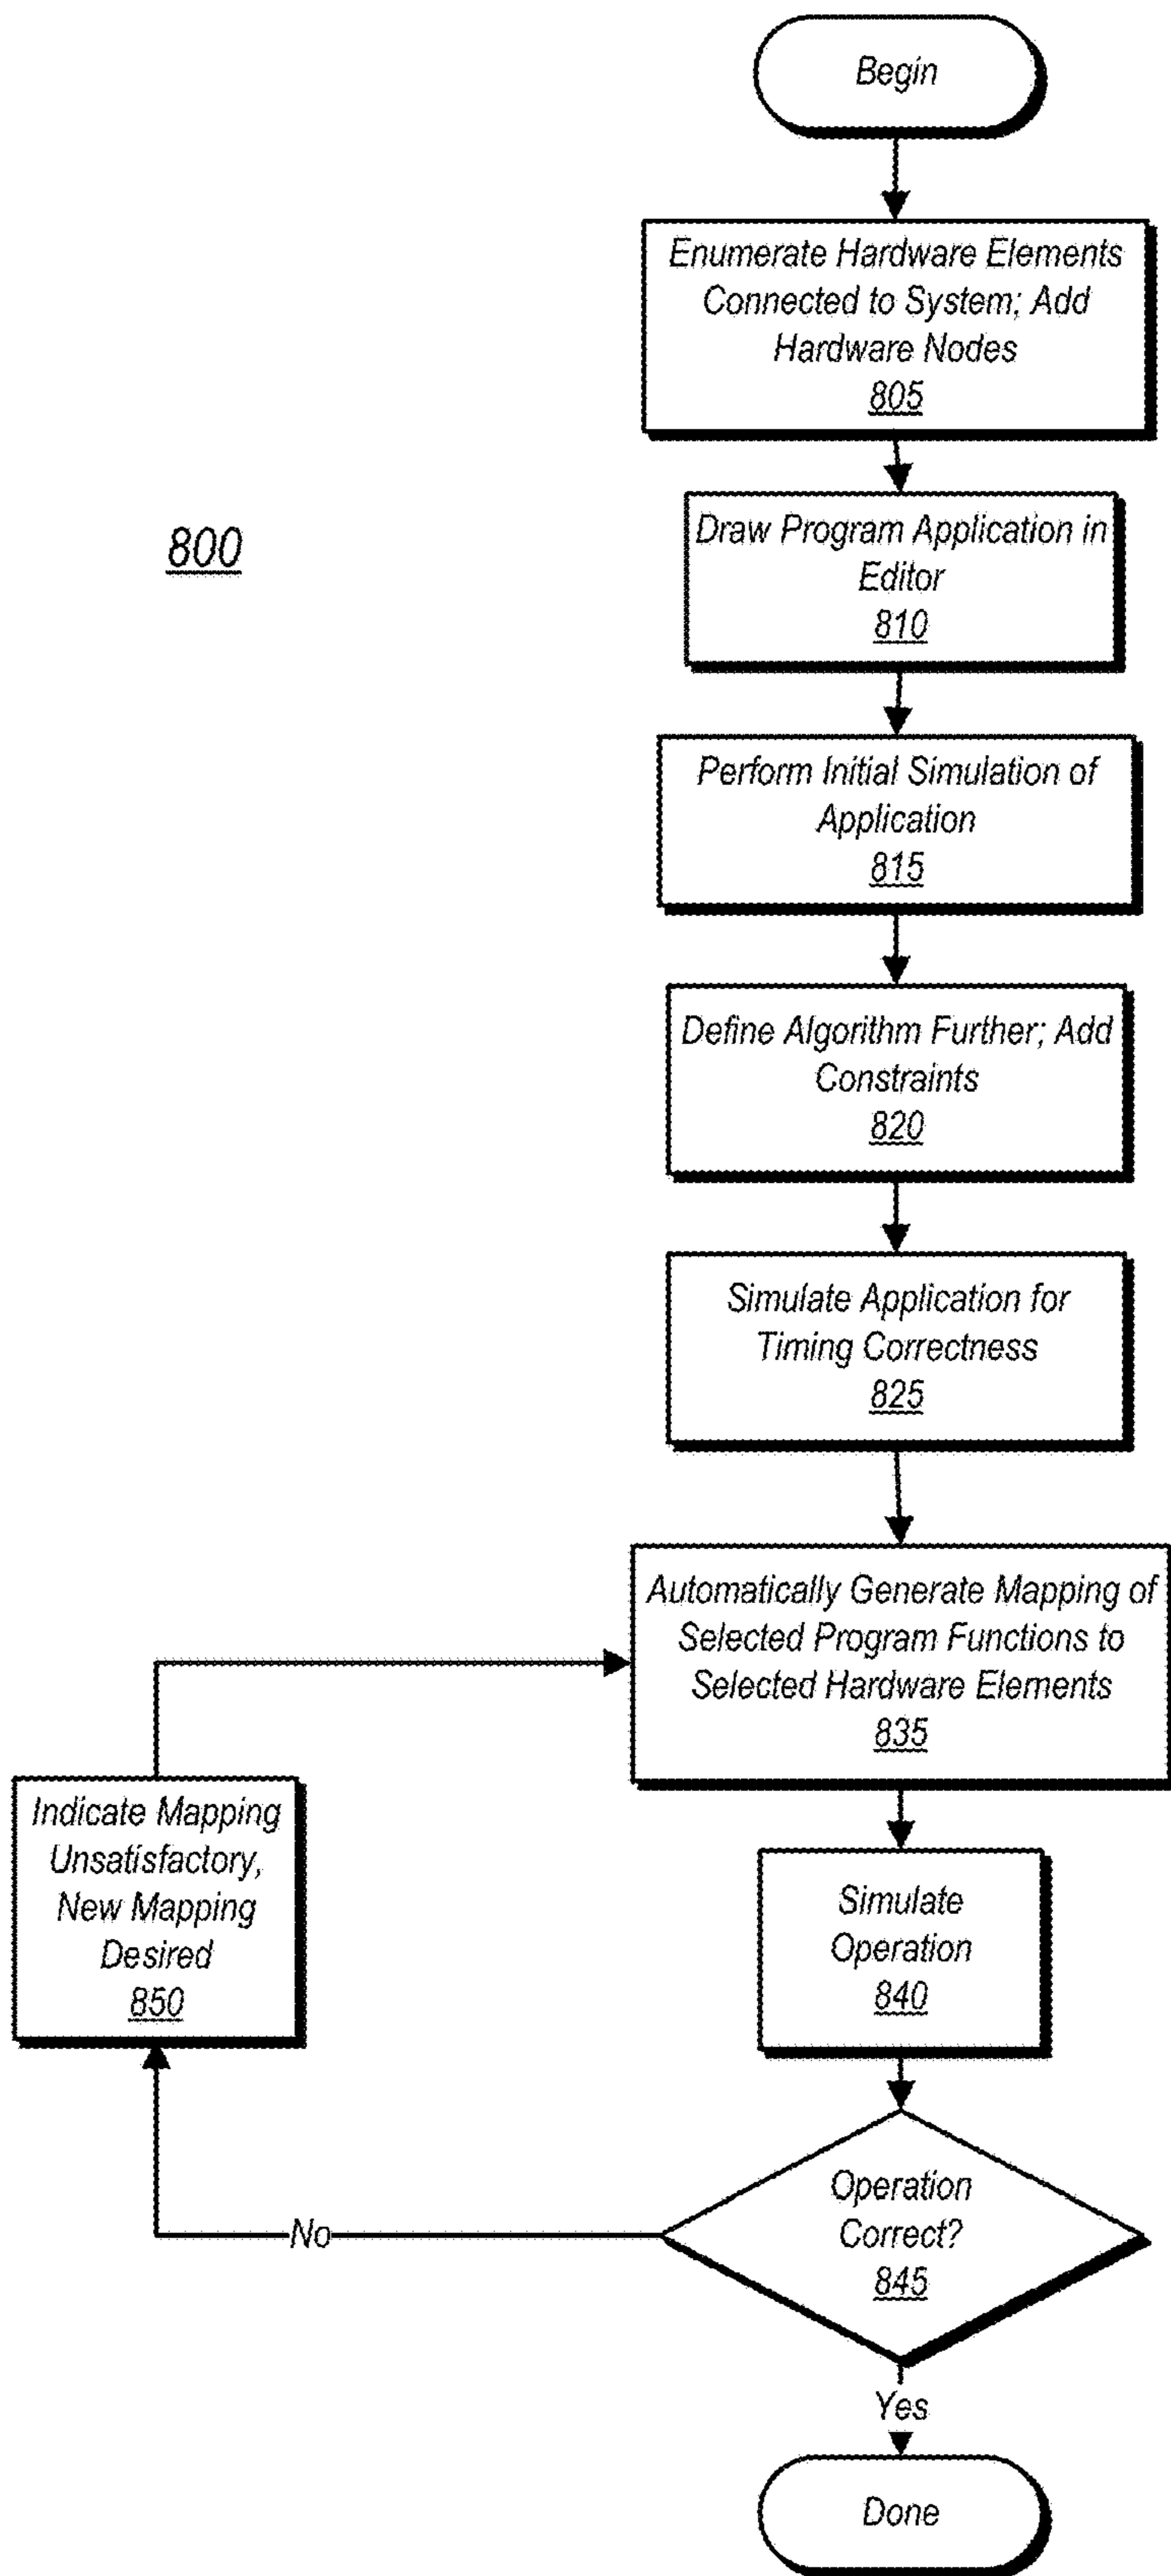 Begin
Enumerate Hardware Elements
Connected to System; Add
Hardware Nodes
805
800
Draw Program Application in
Editor
810
Perform Initial Simulation of
Application
815
Define Algorithm Further; Add
Constraints
820
Simulate Application for
Timing Correctness
825
Automatically Generate Mapping of
Selected Program Functions to
Selected Hardware Elements
835
Indicate Mapping
Unsatisfactory,
New Mapping
Desired
850
Simulate
Operation
840
Operation
Correct?
845
No
Yes
Done